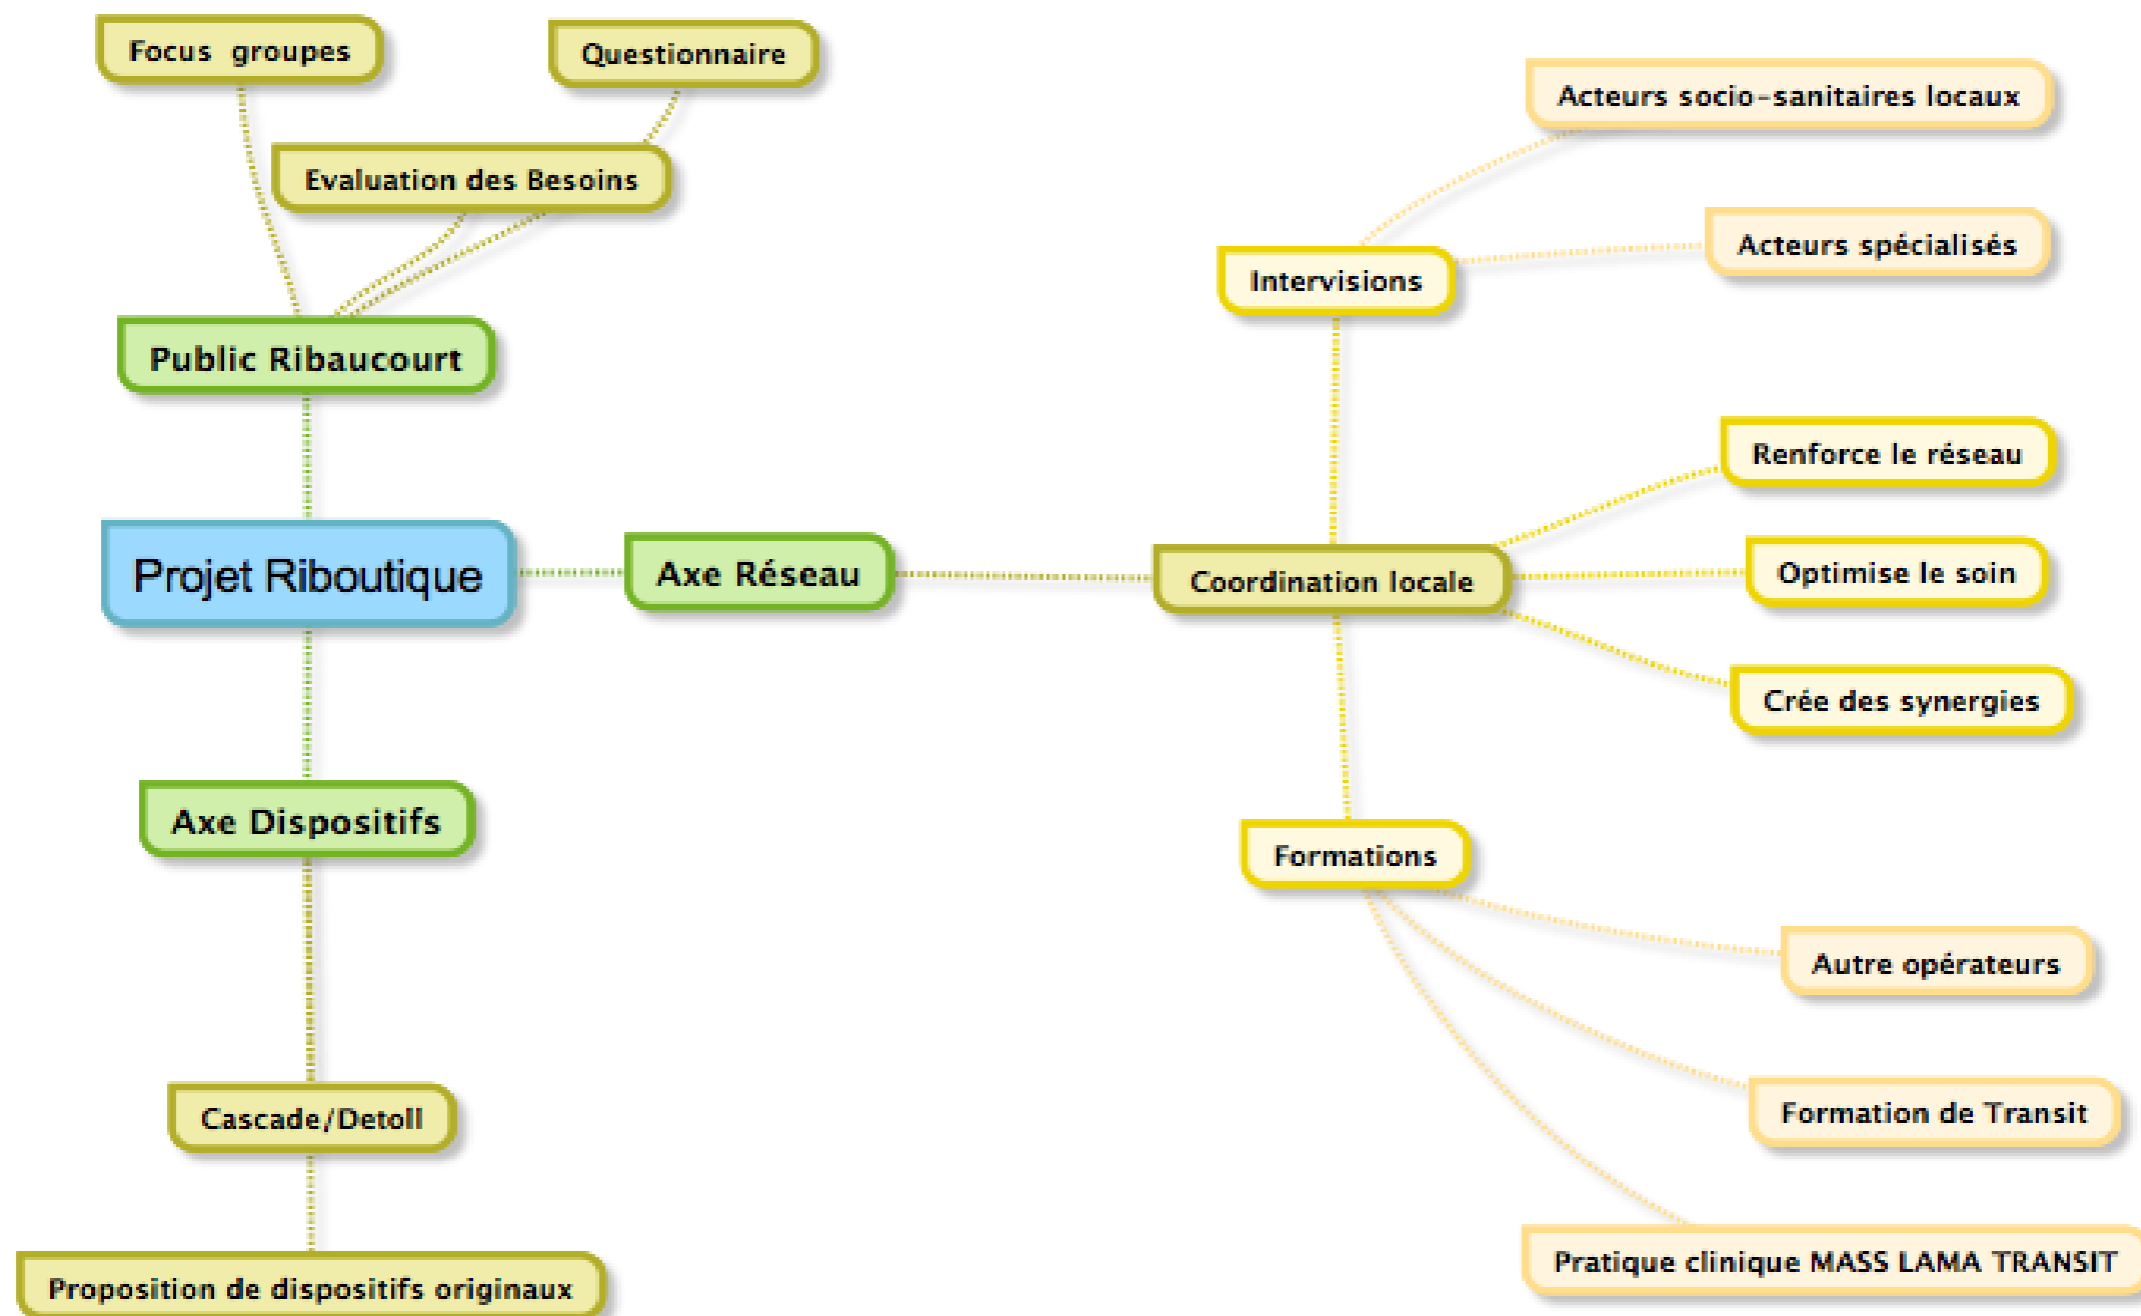 Focus groupes
Questionnaire
Evaluation des Besoins
Public Ribaucourt
Projet Riboutique
Axe Réseau
Axe Dispositifs
Cascade/Detoll
Proposition de dispositifs originaux
Acteurs socio-sanitaires locaux
Acteurs spécialisés
Intervisions
Renforce le réseau
Coordination locale
Optimise le soin
Crée des synergies
Formations
Autre opérateurs
Formation de Transit
Pratique clinique MASS LAMA TRANSIT